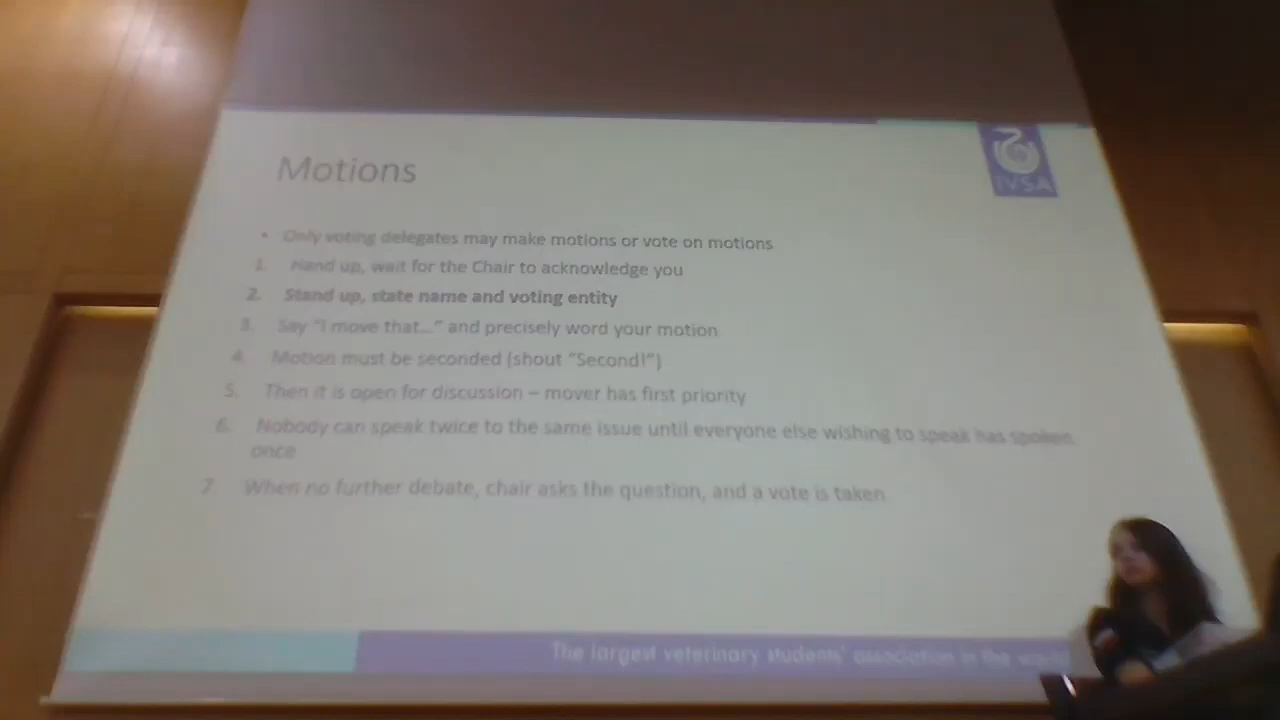 Motions
IVSA
• Only voting delegates may make motions or vote on motions
1. Hand up, wait for the Chair to acknowledge you
2. Stand up, state name and voting entity
3. Say "I move that..." and precisely word your motion
4. Motion must be seconded (shout "Second!")
5. Then it is open for discussion – mover has first priority
6. Nobody can speak twice to the same issue until everyone else wishing to speak has spoken
once
7. When no further debate, chair asks the question, and a vote is taken
The largest veterinary students' association in the world